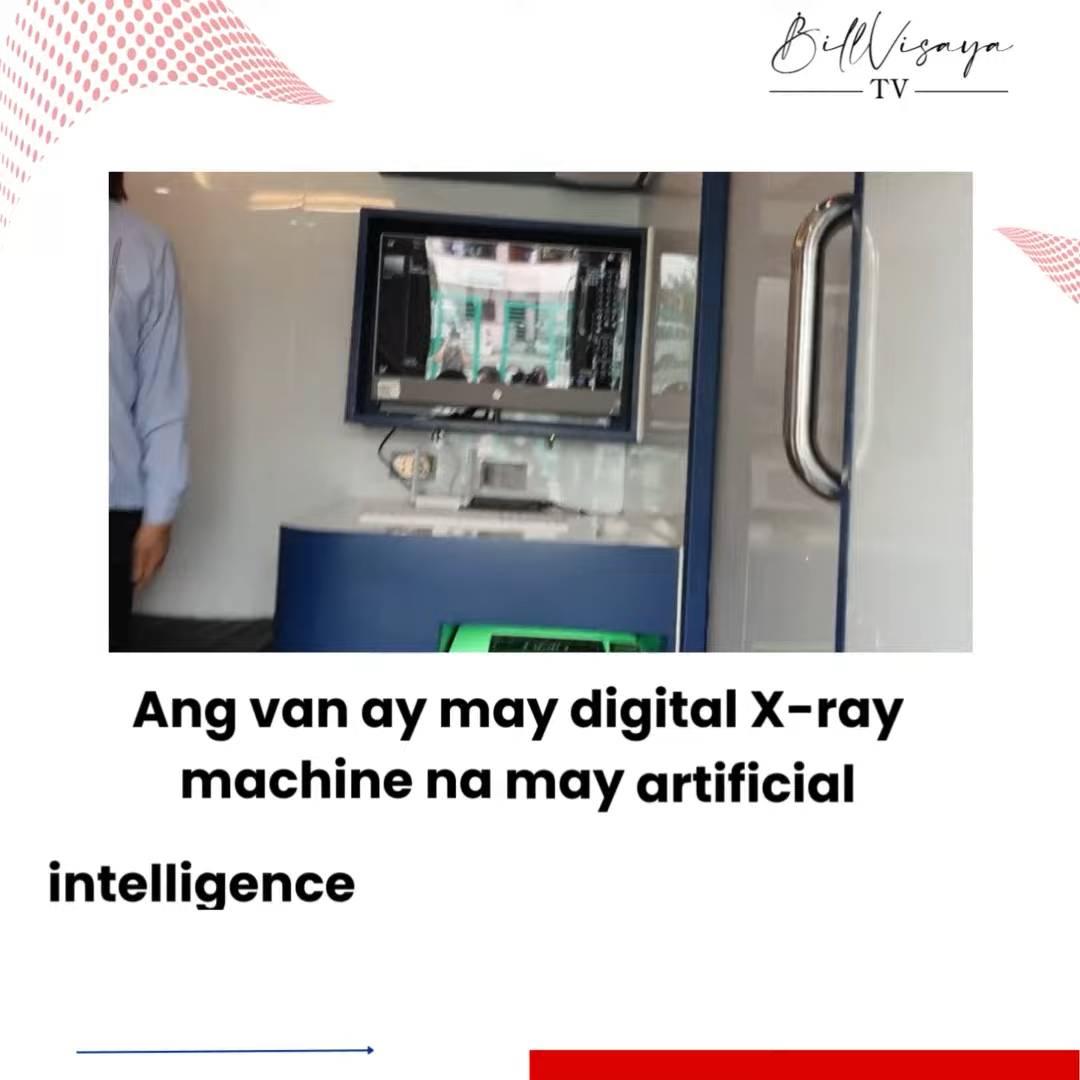 BillVisaya
TV
Ang van ay may digital X-ray
machine na may artificial
intelligence